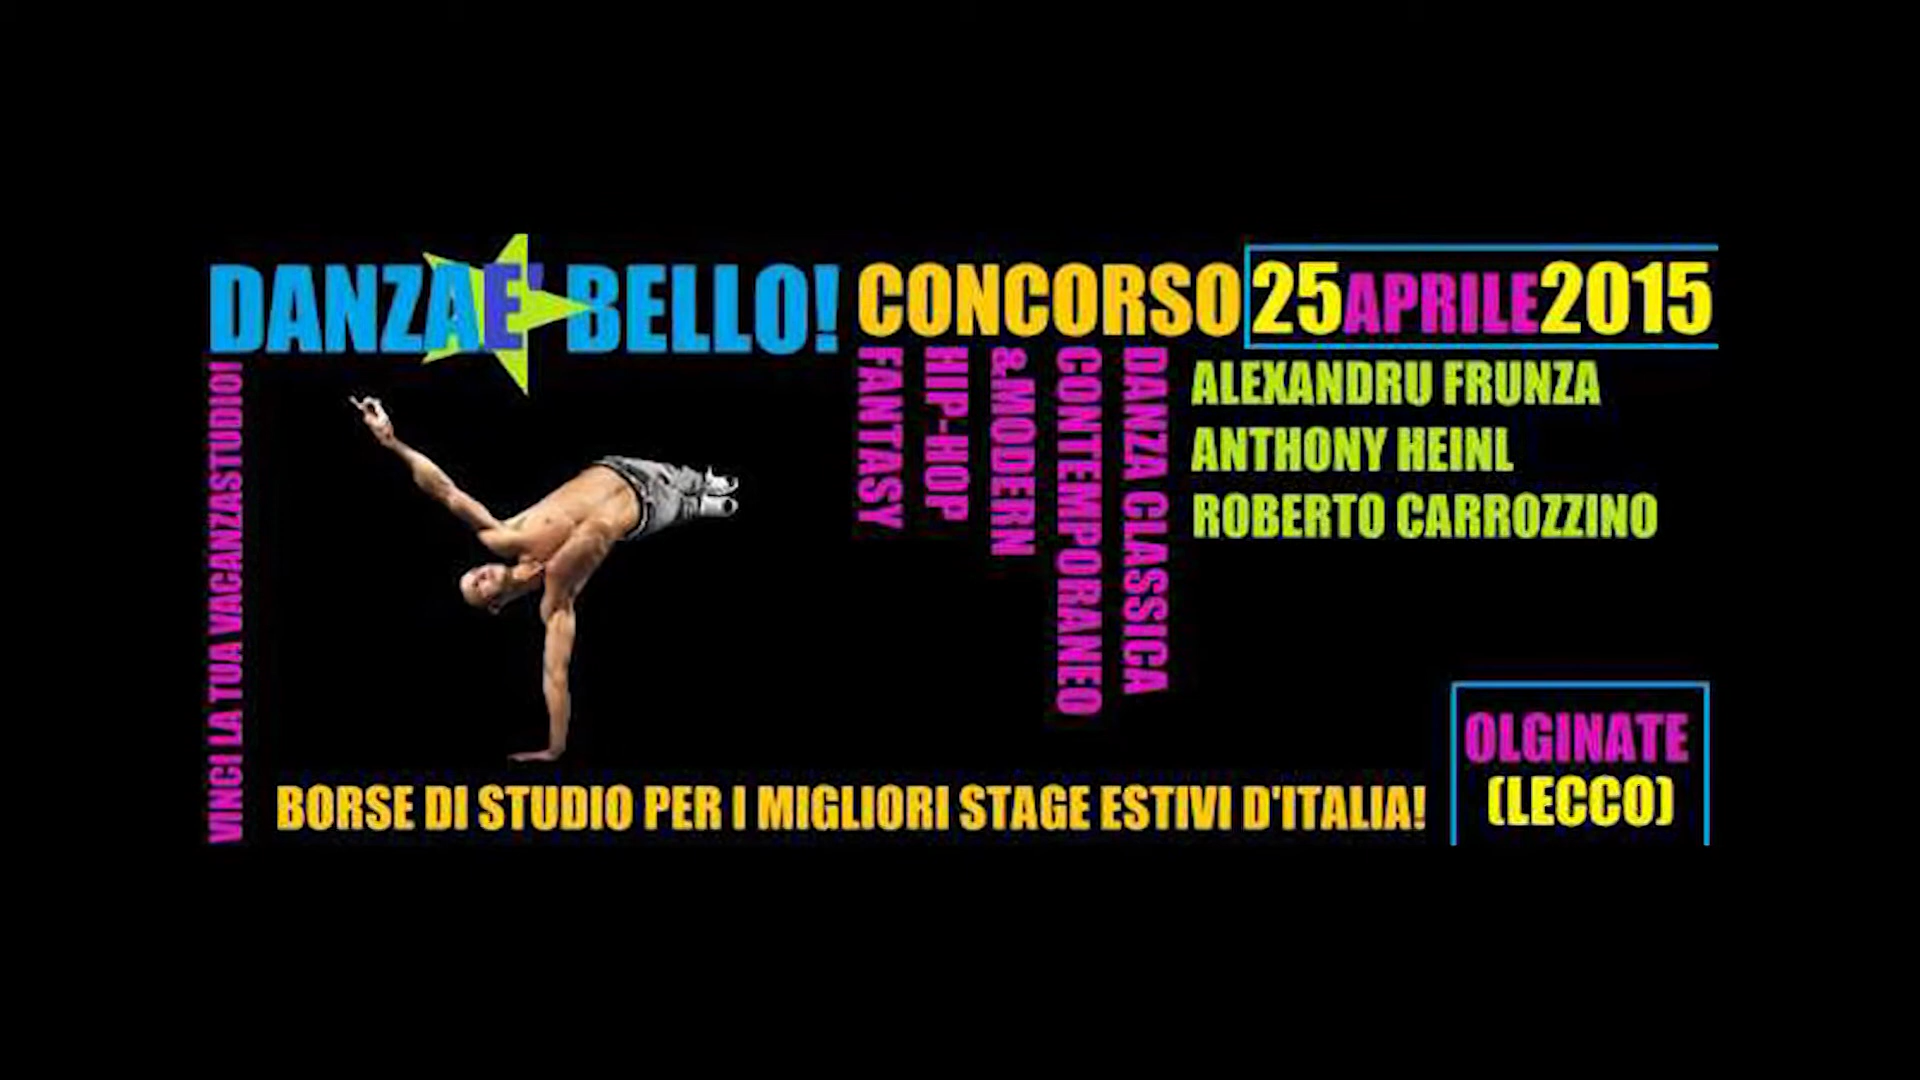 DANZA E' BELLO!
CONCORSO
25 APRILE 2015
VINCI LA TUA VACANZASTUDIO!
FANTASY
HIP-HOP
&MODERN
CONTEMPORANEO
DANZA CLASSICA
ALEXANDRU FRUNZA
ANTHONY HEINL
ROBERTO CARROZZINO
BORSE DI STUDIO PER I MIGLIORI STAGE ESTIVI D'ITALIA!
OLGINATE
(LECCO)